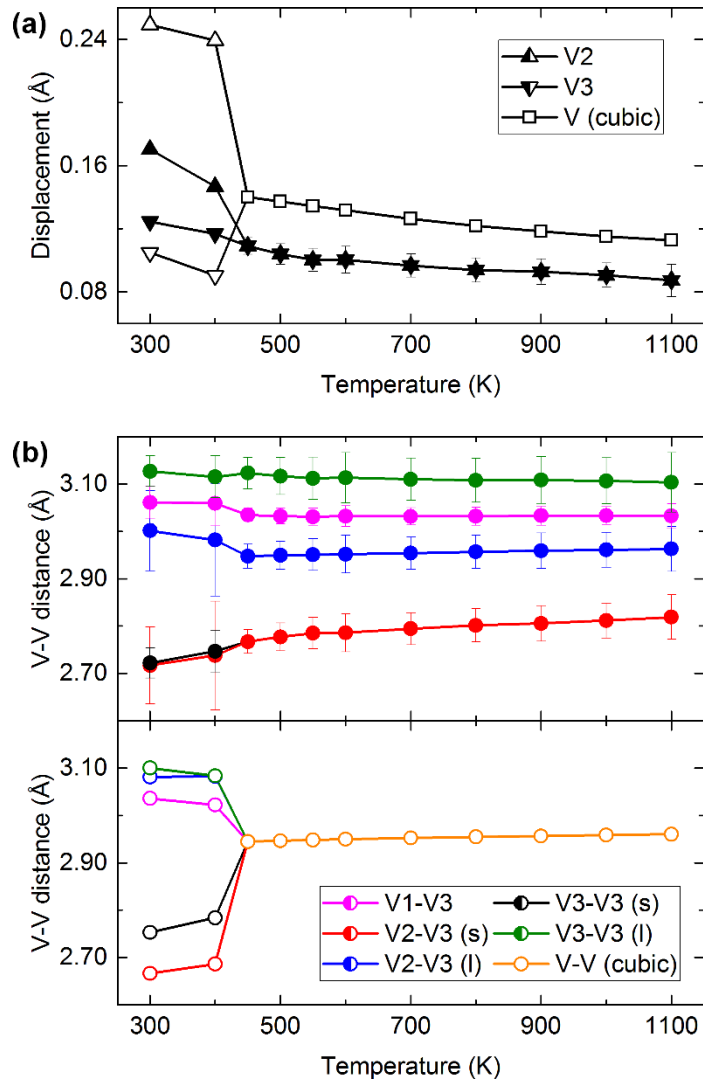 (a)
0.24
0.16
0.08
Displacement (Å)
V2
V3
V (cubic)
300 500 700 900 1100
Temperature (K)
(b)
3.10
2.90
2.70
V-V distance (Å)
3.10
2.90
2.70
V-V distance (Å)
V1-V3 V3-V3 (s)
V2-V3 (s) V3-V3 (l)
V2-V3 (l) V-V (cubic)
300 500 700 900 1100
Temperature (K)